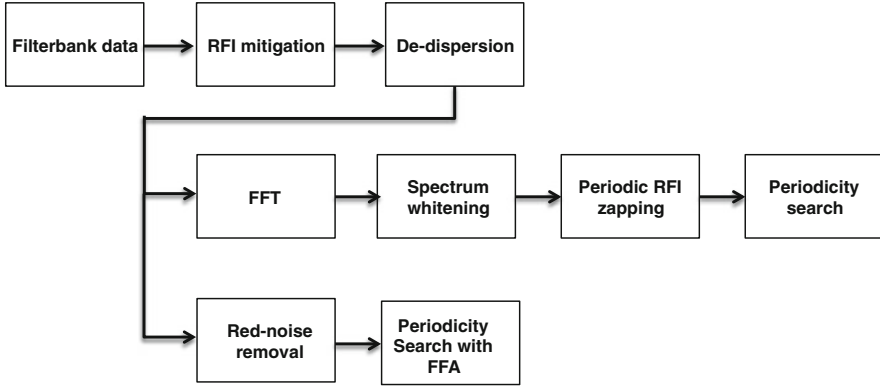 Filterbank data
RFI mitigation
De-dispersion
FFT
Spectrum
whitening
Periodic RFI
zapping
Periodicity
search
Red-noise
removal
Periodicity
Search with
FFA